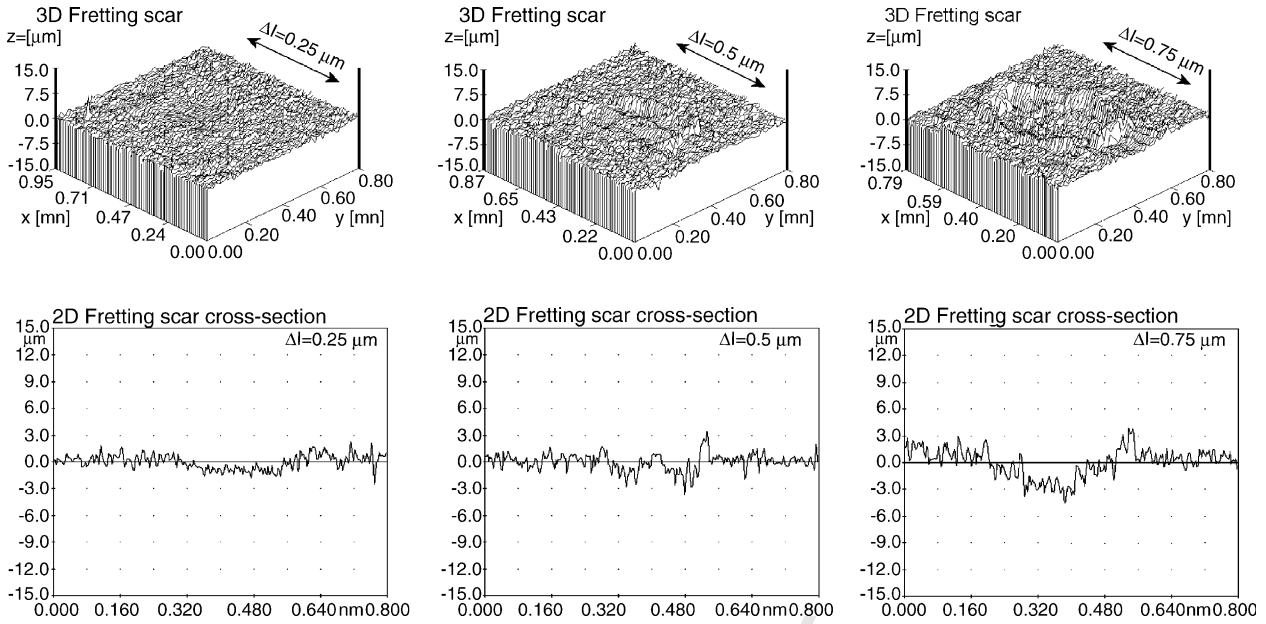 3D Fretting scar
z=[μm]
Δl=0.25 μm
15.0
7.5
0.0
-7.5
-15.0
0.95
0.71
0.47
0.24
0.00
x [mn]
0.00
0.20
0.40
0.60
0.80
y [mn]
3D Fretting scar
z=[μm]
Δl=0.5 μm
15.0
7.5
0.0
-7.5
-15.0
0.87
0.65
0.43
0.22
0.00
x [mn]
0.00
0.20
0.40
0.60
0.80
y [mn]
3D Fretting scar
z=[μm]
Δl=0.75 μm
15.0
7.5
0.0
-7.5
-15.0
0.79
0.59
0.40
0.20
0.00
x [mn]
0.00
0.20
0.40
0.60
0.80
y [mn]
2D Fretting scar cross-section
Δl=0.25 μm
15.0
μm
12.0
9.0
6.0
3.0
0.0
-3.0
-6.0
-9.0
-12.0
-15.0
0.000 0.160 0.320 0.480 0.640 nm 0.800
2D Fretting scar cross-section
Δl=0.5 μm
15.0
μm
12.0
9.0
6.0
3.0
0.0
-3.0
-6.0
-9.0
-12.0
-15.0
0.000 0.160 0.320 0.480 0.640 nm 0.800
2D Fretting scar cross-section
Δl=0.75 μm
15.0
μm
12.0
9.0
6.0
3.0
0.0
-3.0
-6.0
-9.0
-12.0
-15.0
0.000 0.160 0.320 0.480 0.640 nm 0.800